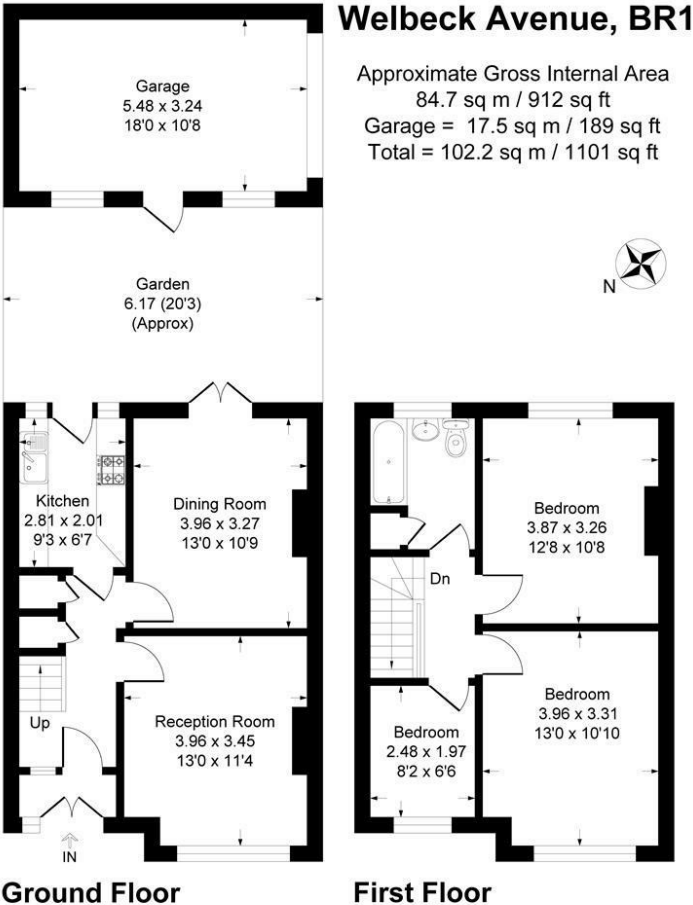 Welbeck Avenue, BR1
Approximate Gross Internal Area
84.7 sq m / 912 sq ft
Garage = 17.5 sq m / 189 sq ft
Total = 102.2 sq m / 1101 sq ft
N
Garage
5.48 x 3.24
18'0 x 10'8
Garden
6.17 (20'3)
(Approx)
Kitchen
2.81 x 2.01
9'3 x 6'7
Dining Room
3.96 x 3.27
13'0 x 10'9
Up
Reception Room
3.96 x 3.45
13'0 x 11'4
IN
Ground Floor
Bedroom
3.87 x 3.26
12'8 x 10'8
Dn
Bedroom
2.48 x 1.97
8'2 x 6'6
Bedroom
3.96 x 3.31
13'0 x 10'10
First Floor